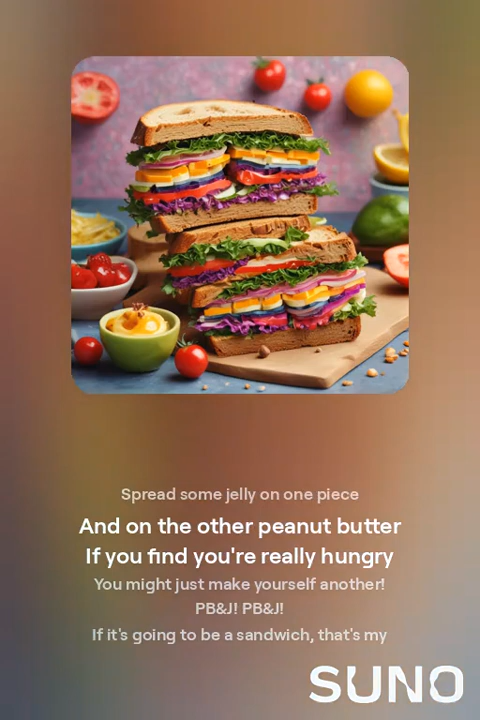 Spread some jelly on one piece
And on the other peanut butter
If you find you're really hungry
You might just make yourself another!
PB&J! PB&J!
If it's going to be a sandwich, that's my
SUNO